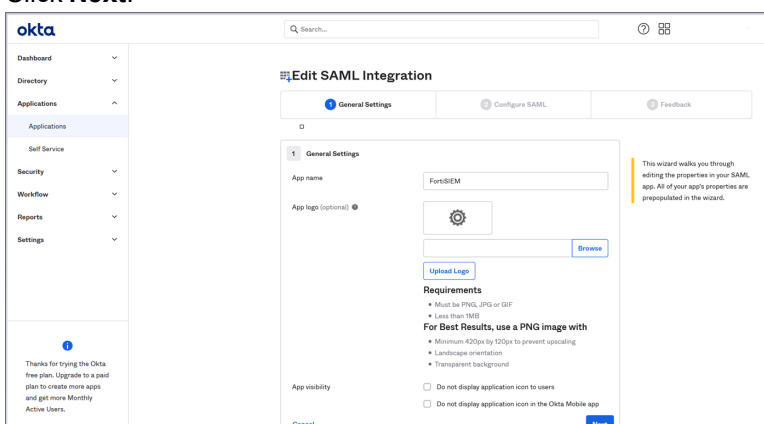 Click Next.
okta
Search...
Dashboard
Directory
Applications
Applications
Self Service
Security
Workflow
Reports
Settings
Thanks for trying the Okta
free plan. Upgrade to a paid
plan to create more apps
and get more Monthly
Active Users.
Edit SAML Integration
1 General Settings
2 Configure SAML
3 Feedback
1 General Settings
App name
FortiSIEM
App logo (optional)
Browse
Upload Logo
Requirements
• Must be PNG, JPG or GIF
• Less than 1MB
For Best Results, use a PNG image with
• Minimum 420px by 120px to prevent upscaling
• Landscape orientation
• Transparent background
App visibility
Do not display application icon to users
Do not display application icon in the Okta Mobile app
Cancel
Next
This wizard walks you through
editing the properties in your SAML
app. All of your app's properties are
prepopulated in the wizard.